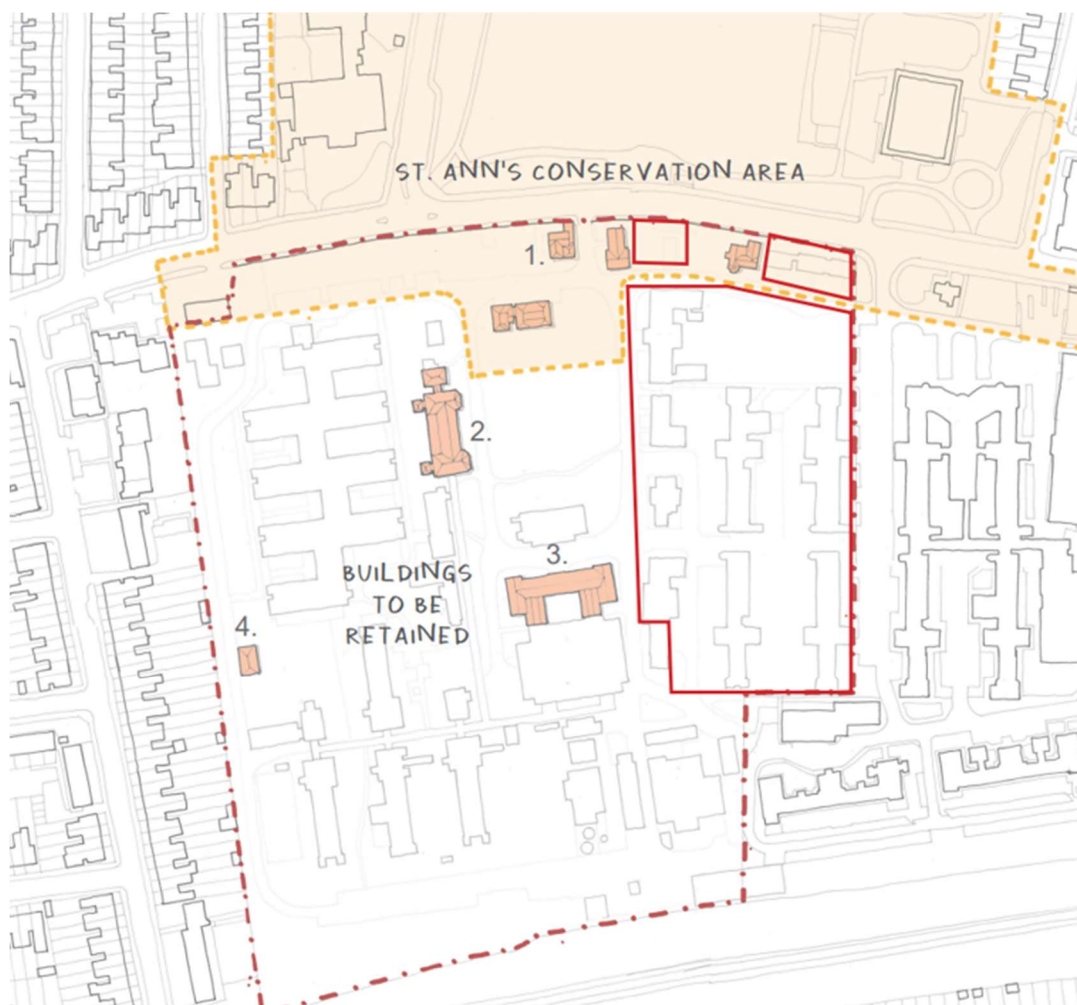 ST. ANN'S CONSERVATION AREA
1.
2.
3.
BUILDINGS
TO BE
RETAINED
4.